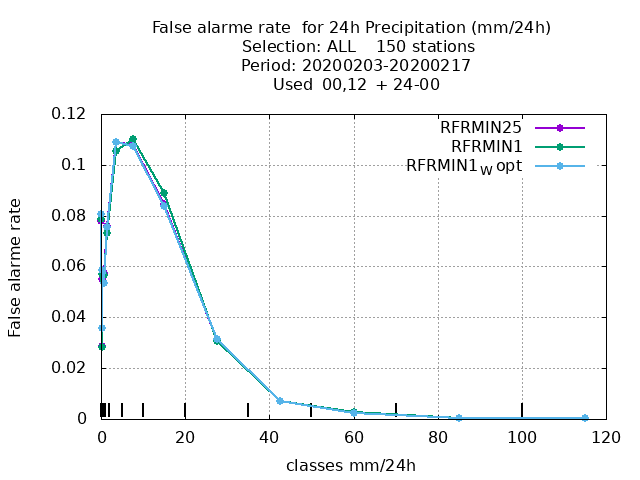 False alarme rate  for 24h Precipitation (mm/24h)
Selection: ALL    150 stations
Period: 20200203-20200217
Used  00,12  + 24-00
RFRMIN25
RFRMIN1
RFRMIN1W opt
0.12
0.1
0.08
0.06
0.04
0.02
0
False alarme rate
0 20 40 60 80 100 120
classes mm/24h